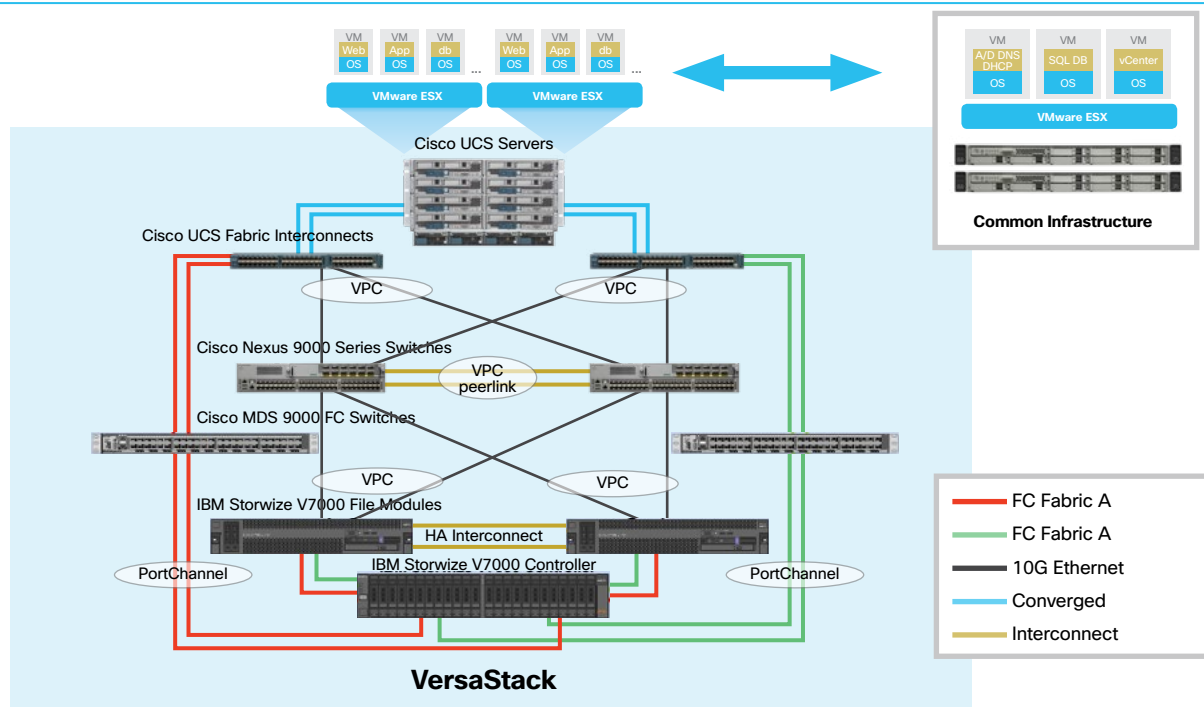 VM
Web
OS
VM
App
OS
VM
db
OS
...
VM
Web
OS
VM
App
OS
VM
db
OS
...
VMware ESX
VMware ESX
VM
A/D DNS
DHCP
OS
VM
SQL DB
OS
VM
vCenter
OS
VMware ESX
Common Infrastructure
Cisco UCS Servers
Cisco UCS Fabric Interconnects
VPC
VPC
Cisco Nexus 9000 Series Switches
VPC
peerlink
Cisco MDS 9000 FC Switches
VPC
VPC
IBM Storwize V7000 File Modules
HA Interconnect
IBM Storwize V7000 Controller
PortChannel
PortChannel
VersaStack
FC Fabric A
FC Fabric A
10G Ethernet
Converged
Interconnect